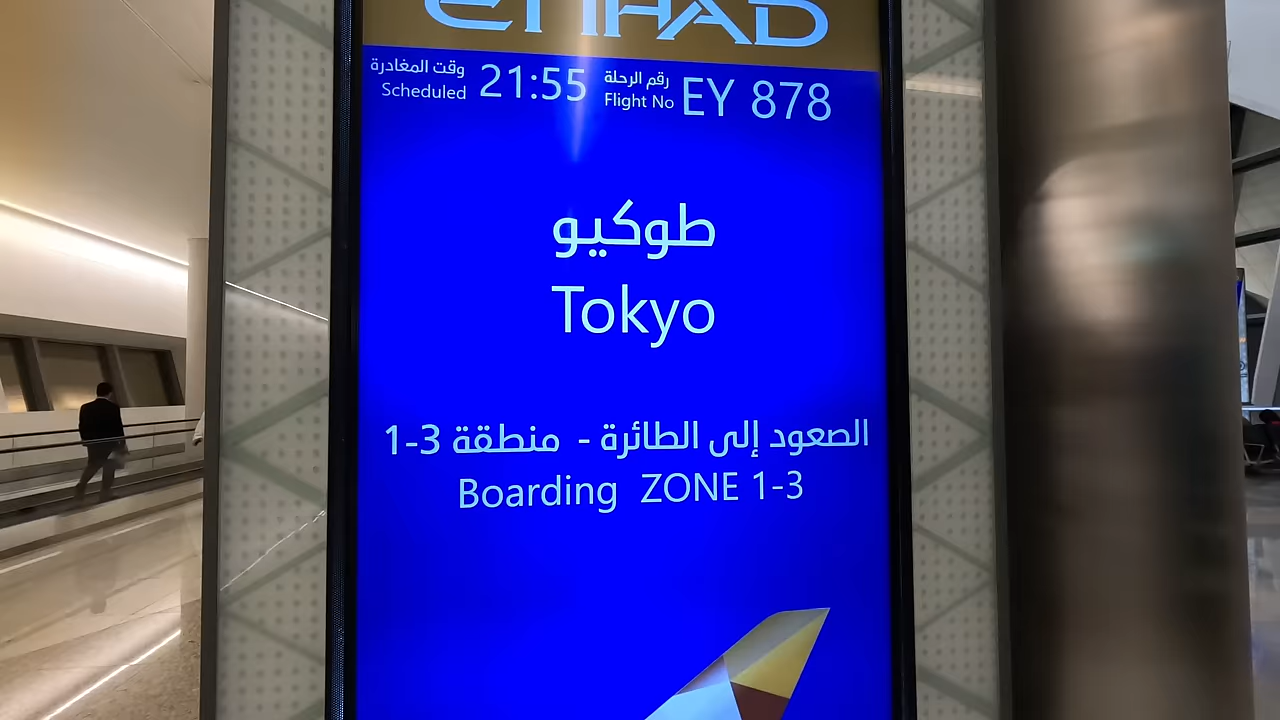 ETIHAD
وقت المغادرة
Scheduled
21:55
رقم الرحلة
Flight No
EY 878
طوكيو
Tokyo
الصعود إلى الطائرة - منطقة 1-3
Boarding ZONE 1-3